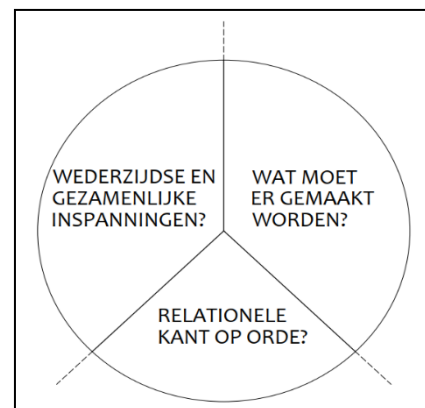 WEDERZIJDSE EN
GEZAMENLIJKE
INSPANNINGEN?
WAT MOET
ER GEMAAKT
WORDEN?
RELATIONELE
KANT OP ORDE?